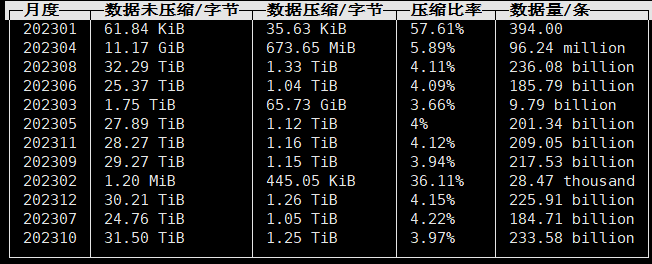 月度 数据未压缩/字节 数据压缩/字节 压缩比率 数据量/条
202301 61.84 KiB 35.63 KiB 57.61% 394.00
202304 11.17 GiB 673.65 MiB 5.89% 96.24 million
202308 32.29 TiB 1.33 TiB 4.11% 236.08 billion
202306 25.37 TiB 1.04 TiB 4.09% 185.79 billion
202303 1.75 TiB 65.73 GiB 3.66% 9.79 billion
202305 27.89 TiB 1.12 TiB 4% 201.34 billion
202311 28.27 TiB 1.16 TiB 4.12% 209.05 billion
202309 29.27 TiB 1.15 TiB 3.94% 217.53 billion
202302 1.20 MiB 445.05 KiB 36.11% 28.47 thousand
202312 30.21 TiB 1.26 TiB 4.15% 225.91 billion
202307 24.76 TiB 1.05 TiB 4.22% 184.71 billion
202310 31.50 TiB 1.25 TiB 3.97% 233.58 billion